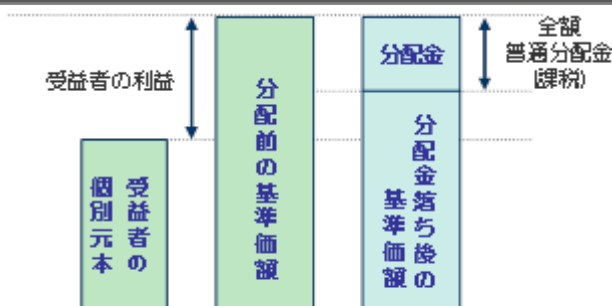 受益者の利益
受益者の
個別元本
分配前の基準価額
分配金
分配金落ち後の
基準価額
全額
普通分配金
(課税)